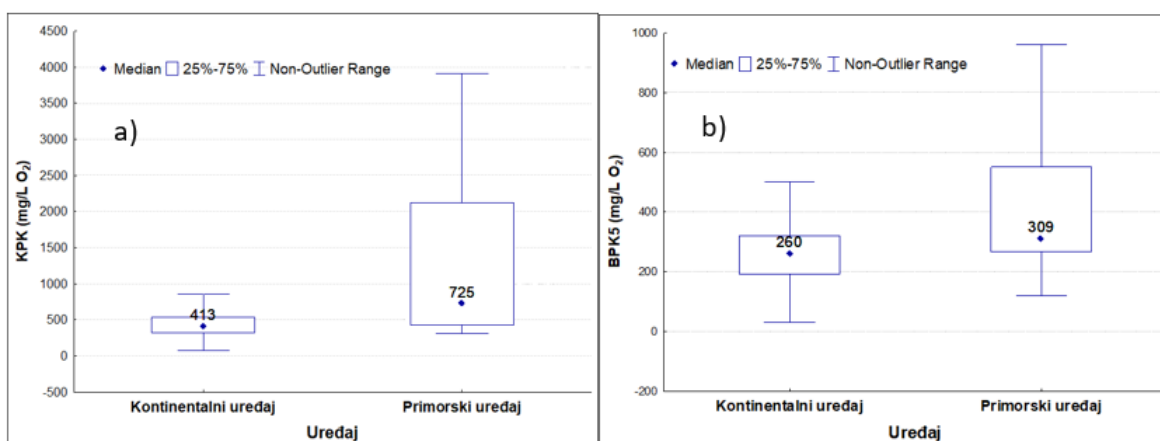 4500
4000
3500
3000
2500
2000
1500
1000
500
0
-500
KPK (mg/L O₂)
Median 25%-75% Non-Outlier Range
a)
413
725
Kontinentalni uređaj Primorski uređaj
Uređaj
1000
800
600
400
200
0
-200
BPK5 (mg/L O₂)
Median 25%-75% Non-Outlier Range
b)
260
309
Kontinentalni uređaj Primorski uređaj
Uređaj